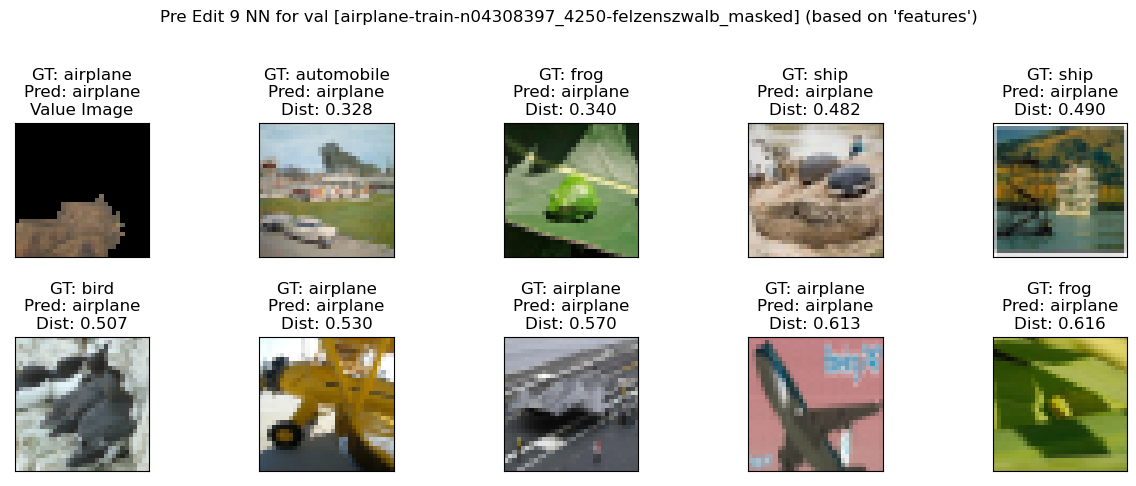 Pre Edit 9 NN for val [airplane-train-n04308397_4250-felzenszwalb_masked] (based on 'features')
GT: airplane
Pred: airplane
Value Image
GT: automobile
Pred: airplane
Dist: 0.328
GT: frog
Pred: airplane
Dist: 0.340
GT: ship
Pred: airplane
Dist: 0.482
GT: ship
Pred: airplane
Dist: 0.490
GT: bird
Pred: airplane
Dist: 0.507
GT: airplane
Pred: airplane
Dist: 0.530
GT: airplane
Pred: airplane
Dist: 0.570
GT: airplane
Pred: airplane
Dist: 0.613
GT: frog
Pred: airplane
Dist: 0.616